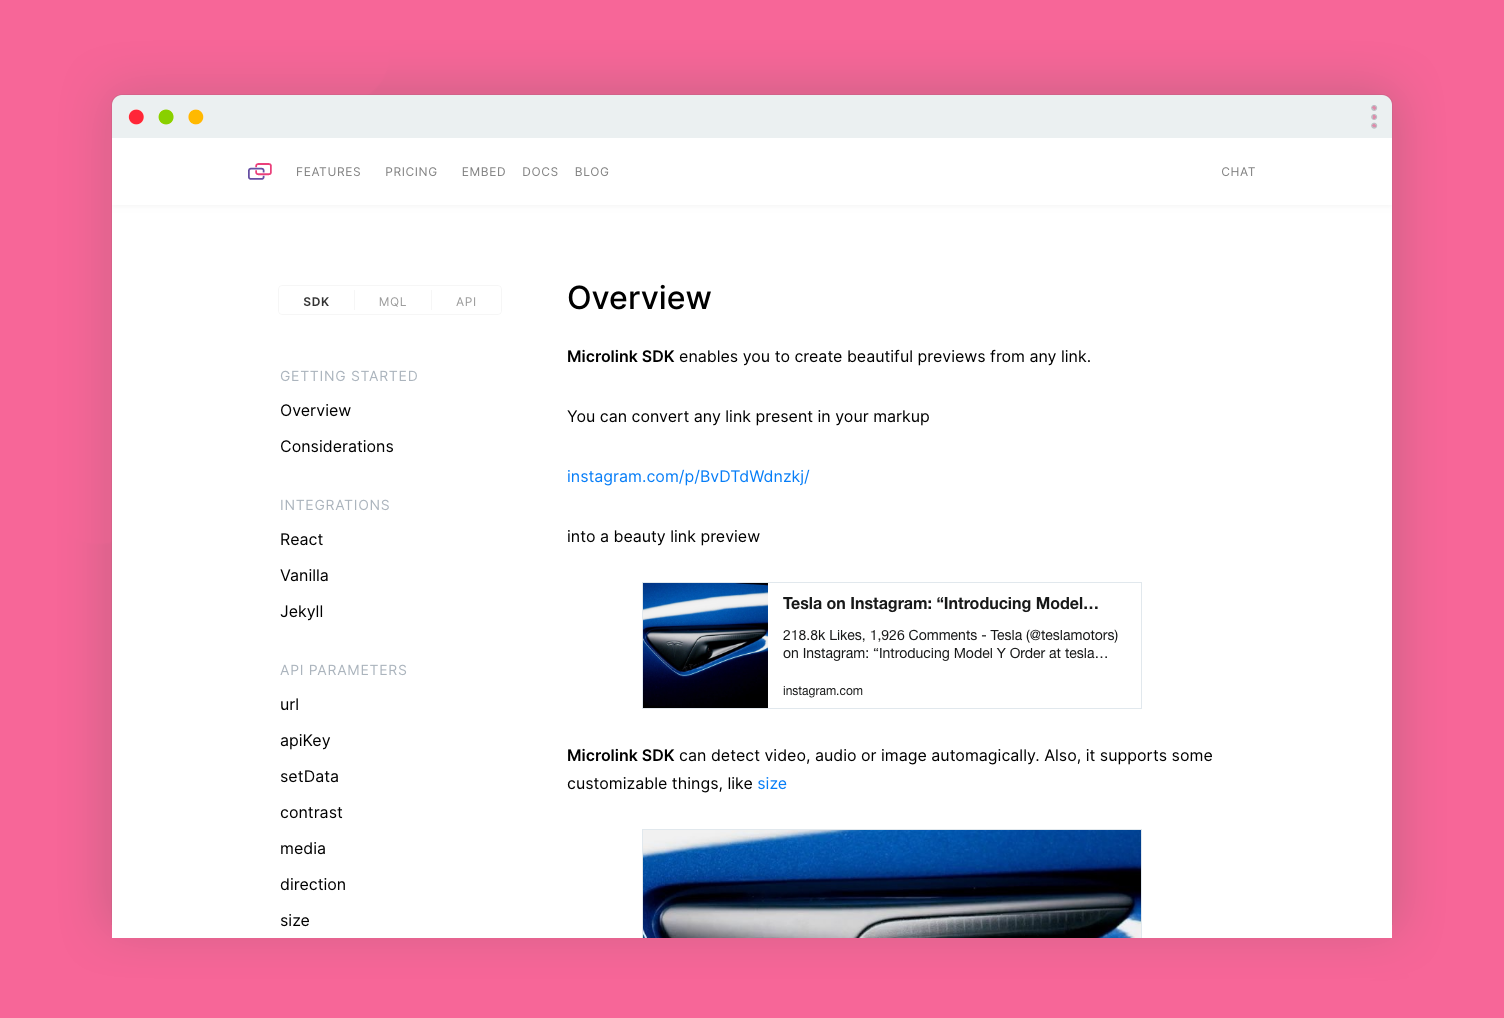 FEATURES PRICING EMBED DOCS BLOG CHAT
SDK MQL API
GETTING STARTED
Overview
Considerations
INTEGRATIONS
React
Vanilla
Jekyll
API PARAMETERS
url
apiKey
setData
contrast
media
direction
size
Overview
Microlink SDK enables you to create beautiful previews from any link.
You can convert any link present in your markup
instagram.com/p/BvDTdWdnzkj/
into a beauty link preview
Tesla on Instagram: “Introducing Model…
218.8k Likes, 1,926 Comments - Tesla (@teslamotors)
on Instagram: “Introducing Model Y Order at tesla…
instagram.com
Microlink SDK can detect video, audio or image automagically. Also, it supports some
customizable things, like size